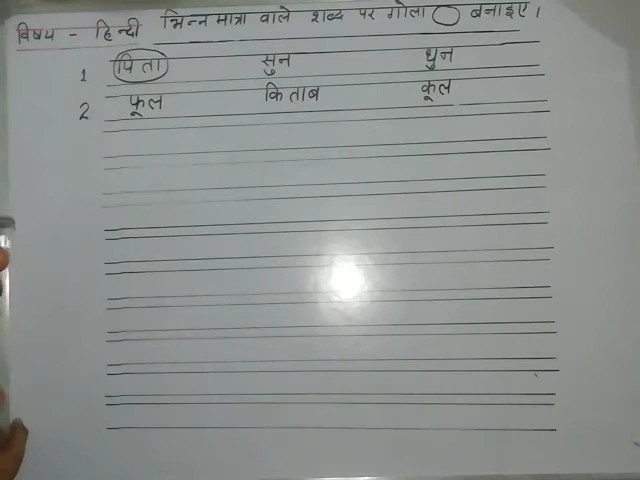 विषय - हिन्दी भिन्न मात्रा वाले शब्द पर गोला बनाइए।
1 पिता सुन धुन
2 फूल किताब कूल